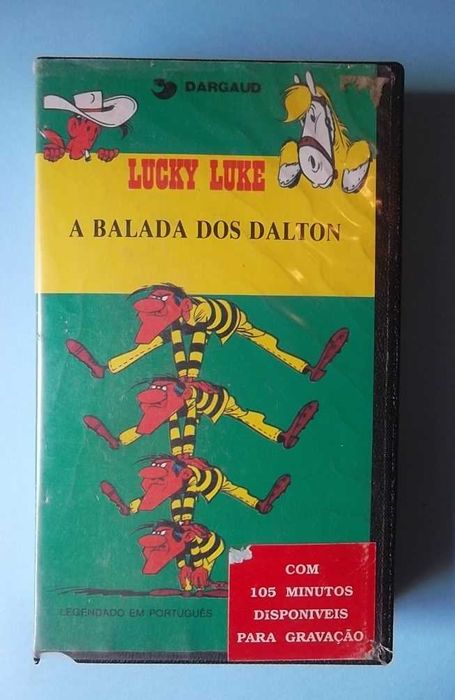 DARGAUD
LUCKY LUKE
A BALADA DOS DALTON
LEGENDADO EM PORTUGUÊS
COM
105 MINUTOS
DiSPONIVEIS
PARA GRAVAÇÃO